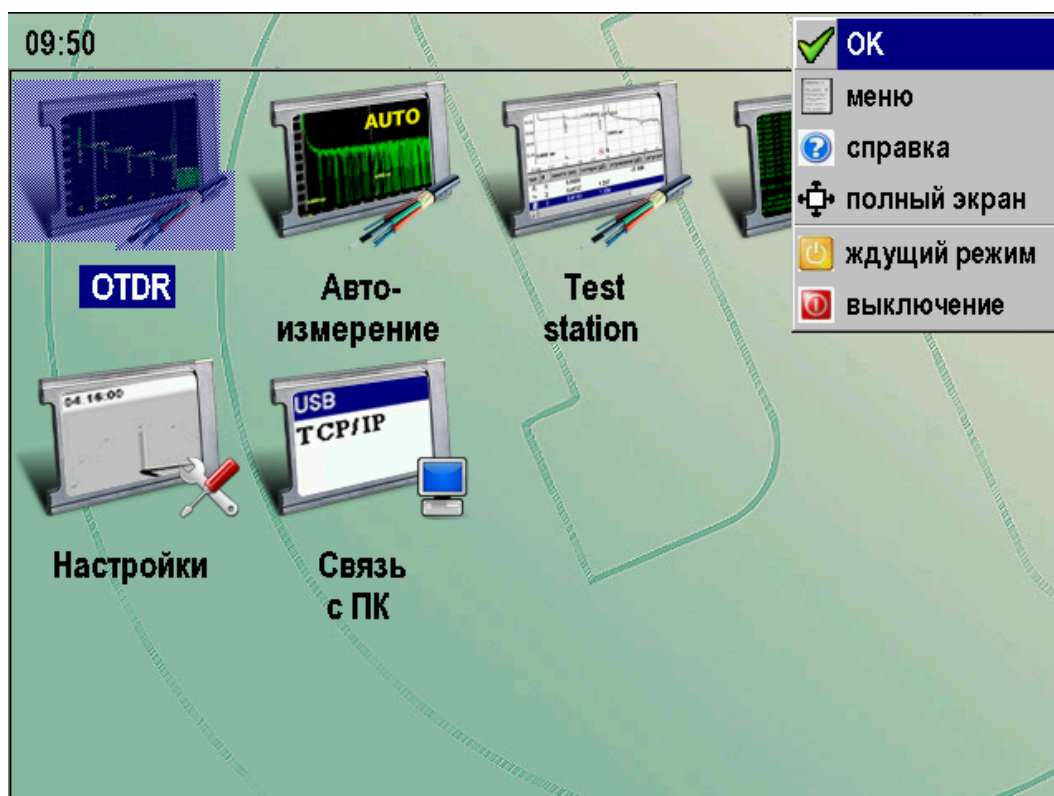 09:50
OK
меню
справка
полный экран
ждущий режим
выключение
AUTO
OTDR
Авто-
измерение
Test
station
04:16:00
USB
TCP/IP
Настройки
Связь
с ПК